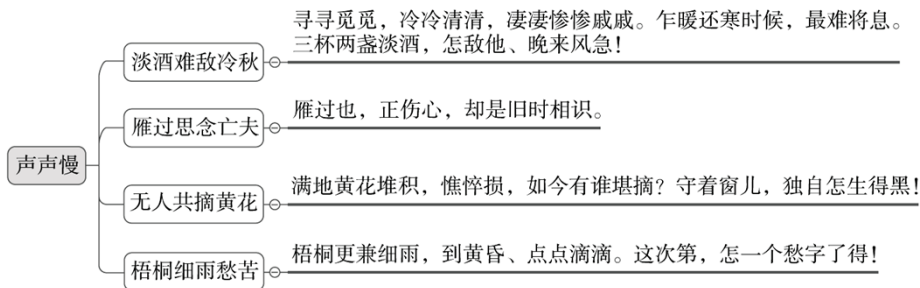 声声慢
淡酒难敌冷秋
寻寻觅觅，冷冷清清，凄凄惨惨戚戚。乍暖还寒时候，最难将息。
三杯两盏淡酒，怎敌他、晚来风急！
雁过思念亡夫
雁过也，正伤心，却是旧时相识。
无人共摘黄花
满地黄花堆积，憔悴损，如今有谁堪摘？守着窗儿，独自怎生得黑！
梧桐细雨愁苦
梧桐更兼细雨，到黄昏、点点滴滴。这次第，怎一个愁字了得！